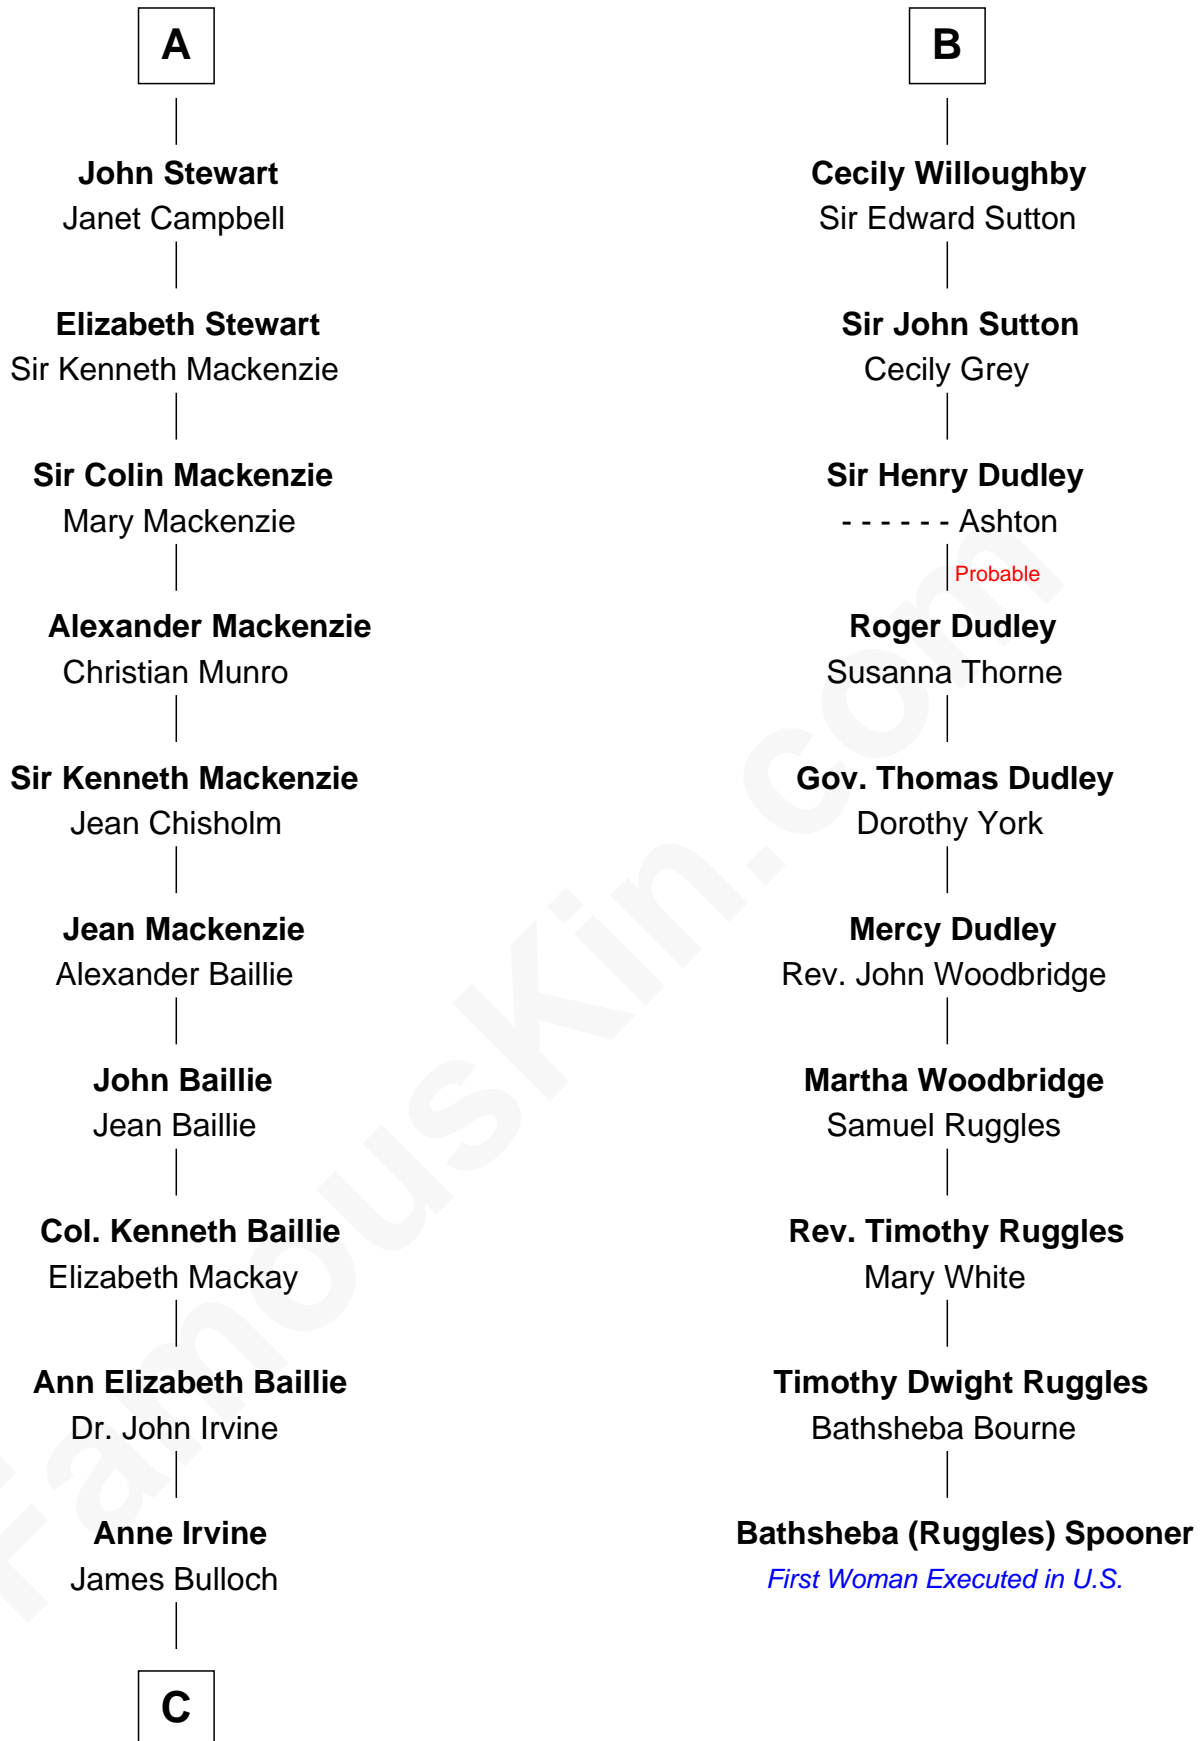 A
John Stewart
Janet Campbell
Elizabeth Stewart
Sir Kenneth Mackenzie
Sir Colin Mackenzie
Mary Mackenzie
Alexander Mackenzie
Christian Munro
Sir Kenneth Mackenzie
Jean Chisholm
Jean Mackenzie
Alexander Baillie
John Baillie
Jean Baillie
Col. Kenneth Baillie
Elizabeth Mackay
Ann Elizabeth Baillie
Dr. John Irvine
Anne Irvine
James Bulloch
C
B
Cecily Willoughby
Sir Edward Sutton
Sir John Sutton
Cecily Grey
Sir Henry Dudley
- - - - - - Ashton
Probable
Roger Dudley
Susanna Thorne
Gov. Thomas Dudley
Dorothy York
Mercy Dudley
Rev. John Woodbridge
Martha Woodbridge
Samuel Ruggles
Rev. Timothy Ruggles
Mary White
Timothy Dwight Ruggles
Bathsheba Bourne
Bathsheba (Ruggles) Spooner
First Woman Executed in U.S.
FamousKin.com